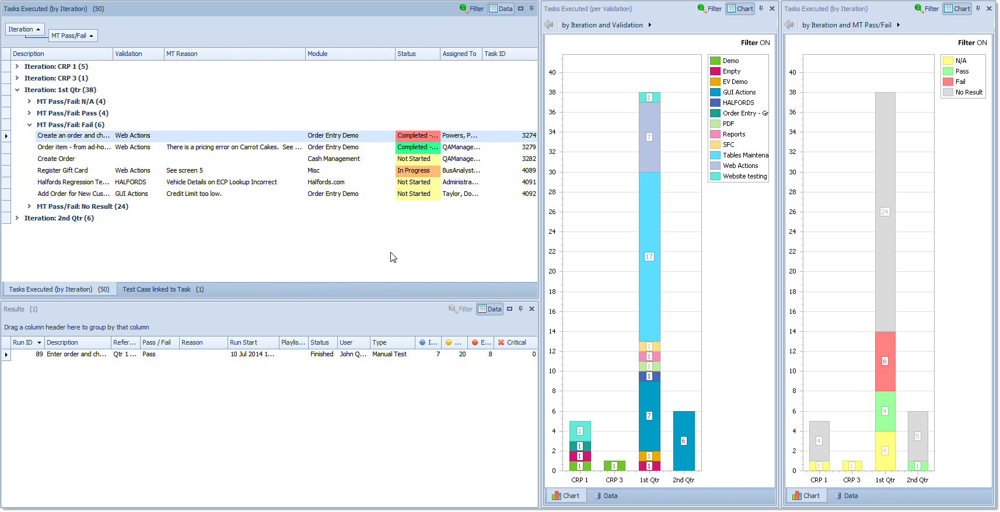 Tasks Executed (by Iteration) (50) Filter Data
Iteration
MT Pass/Fail
Description Validation MT Reason Module Status Assigned To Task ID
Iteration: CRP 1 (5)
Iteration: CRP 3 (1)
Iteration: 1st Qtr (38)
MT Pass/Fail: N/A (4)
MT Pass/Fail: Pass (4)
MT Pass/Fail: Fail (6)
Create an order and ch... Web Actions Order Entry Demo Completed -... Powers, P... 3274
Order item - from ad-ho... Web Actions There is a pricing error on Carrot Cakes. See ... Order Entry Demo Completed -... QAManage... 3279
Create Order Cash Management Not Started QAManage... 3282
Register Gift Card Web Actions See screen 5 Misc In Progress BusAnalyst... 4089
Halfords Regression Te... HALFORDS Vehicle Details on ECP Lookup Incorrect Halfords.com Not Started Administra... 4091
Add Order for New Cus... GUI Actions Credit Limit too low. Order Entry Demo Not Started Taylor, Do... 4092
MT Pass/Fail: No Result (24)
Iteration: 2nd Qtr (6)
Tasks Executed (by Iteration) (50) Test Case linked to Task (1)
Results (1) Filter Data
Drag a column header here to group by that column
Run ID Description Refer... Pass / Fail Reason Run Start Playlis... Status User Type I... ... E... Critical
89 Enter order and ch... Qtr 1 ... Pass 10 Jul 2014 1... Finished John Q... Manual Test 7 20 8 0
Tasks Executed (per Validation) Filter Chart
by Iteration and Validation
Filter ON
40
38
36
34
32
30
28
26
24
22
20
18
16
14
12
10
8
6
4
2
0
2
1
1
1
1
1
7
17
1
1
1
1
7
1
1
6
CRP 1 CRP 3 1st Qtr 2nd Qtr
Demo
Empty
EV Demo
GUI Actions
HALFORDS
Order Entry - Gr
PDF
Reports
SFC
Tables Maintena
Web Actions
Website testing
Chart Data
Tasks Executed (by Iteration) Filter Chart
by Iteration and MT Pass/Fail
Filter ON
40
38
36
34
32
30
28
26
24
22
20
18
16
14
12
10
8
6
4
2
0
4
1
1
24
6
4
4
5
1
CRP 1 CRP 3 1st Qtr 2nd Qtr
N/A
Pass
Fail
No Result
Chart Data